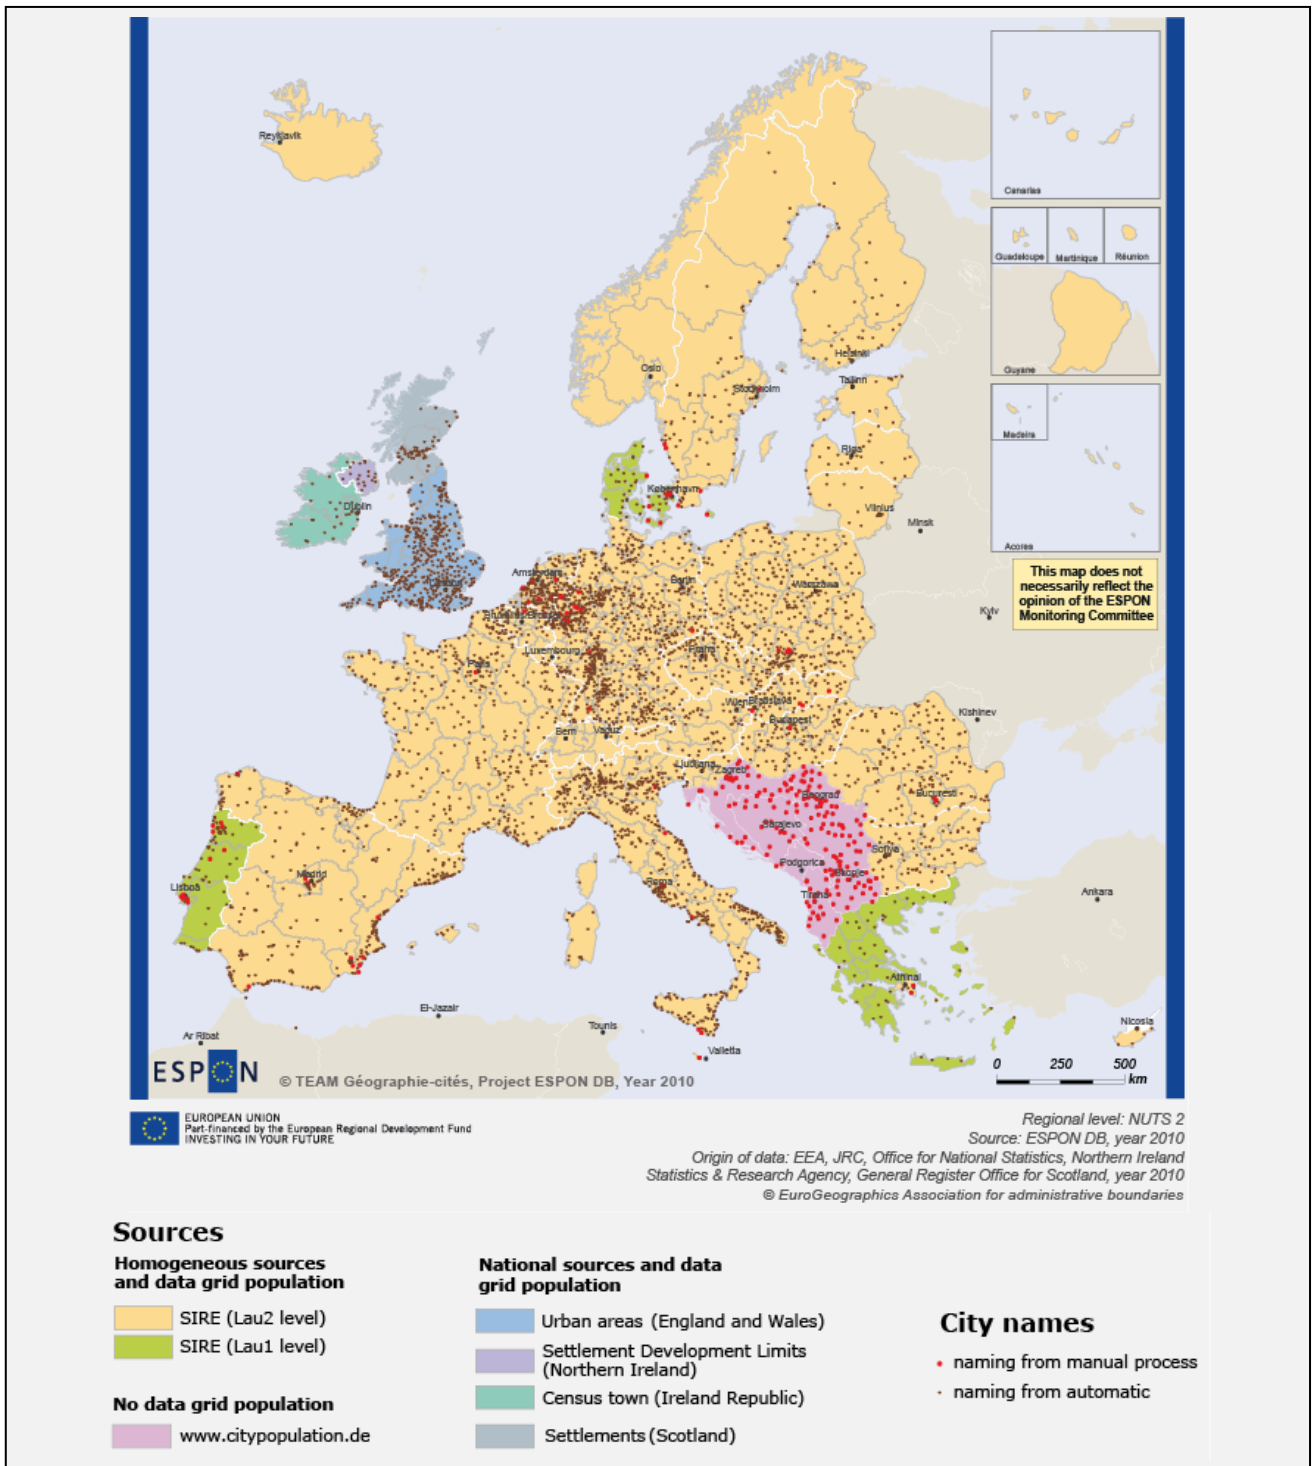 Reykjavik
Canarias
Guadeloupe
Martinique
Réunion
Guyane
Madeira
Acores
Oslo
Helsinki
Stockholm
Tallinn
Riga
Vilnius
Minsk
København
Dublin
London
Amsterdam
Berlin
Warszawa
Kyiv
Luxembourg
Paris
Praha
Wien
Bratislava
Budapest
Kishinev
Bern
Vaduz
Ljubljana
Zagreb
Beograd
Bucuresti
Sarajevo
Sofiya
Podgorica
Skopje
Tirana
Roma
Madrid
Lisboa
Ankara
Athinai
Nicosia
El-Jazair
Tounis
Ar Ribat
Valletta
This map does not
necessarily reflect the
opinion of the ESPON
Monitoring Committee
0 250 500
km
ESPON
© TEAM Géographie-cités, Project ESPON DB, Year 2010
EUROPEAN UNION
Part-financed by the European Regional Development Fund
INVESTING IN YOUR FUTURE
Regional level: NUTS 2
Source: ESPON DB, year 2010
Origin of data: EEA, JRC, Office for National Statistics, Northern Ireland
Statistics & Research Agency, General Register Office for Scotland, year 2010
© EuroGeographics Association for administrative boundaries
Sources
Homogeneous sources
and data grid population
SIRE (Lau2 level)
SIRE (Lau1 level)
No data grid population
www.citypopulation.de
National sources and data
grid population
Urban areas (England and Wales)
Settlement Development Limits
(Northern Ireland)
Census town (Ireland Republic)
Settlements (Scotland)
City names
naming from manual process
naming from automatic